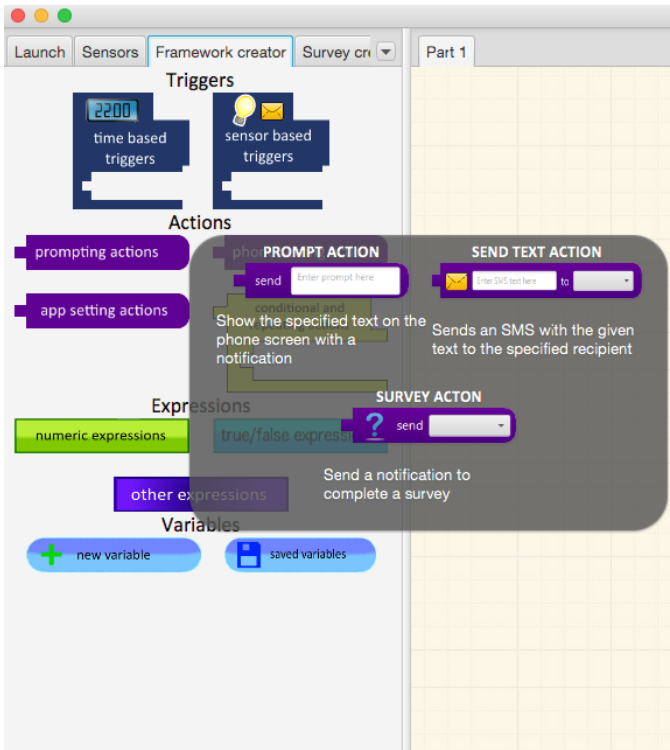 Launch
Sensors
Framework creator
Survey cre
Part 1
Triggers
2200
time based
triggers
sensor based
triggers
Actions
prompting actions
app setting actions
conditional and
PROMPT ACTION
send Enter prompt here
Show the specified text on the
phone screen with a
notification
SEND TEXT ACTION
Enter SMS text here to
Sends an SMS with the given
text to the specified recipient
SURVEY ACTON
? send
Send a notification to
complete a survey
Expressions
numeric expressions
true/false express
other expressions
Variables
new variable
saved variables